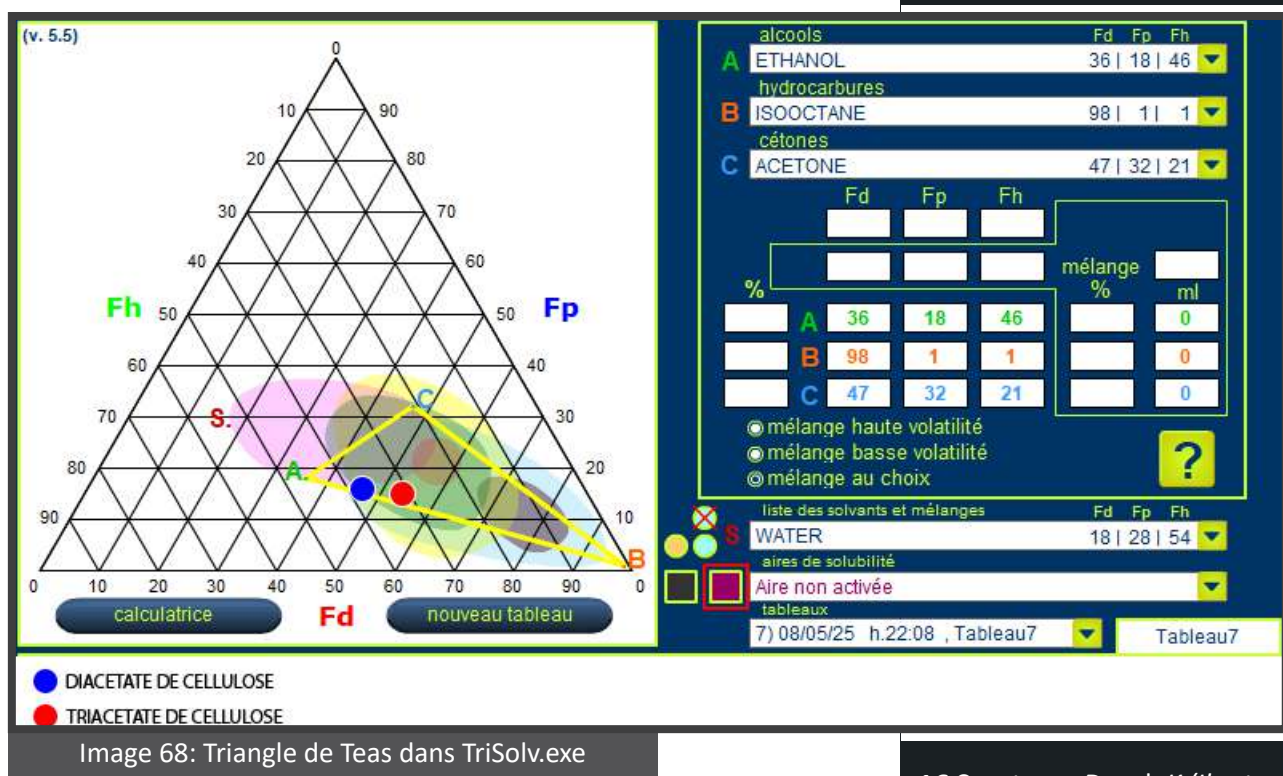 (v. 5.5)
0
10 90
20 80
30 70
40 60
Fh 50 50 Fp
60 40
C
70 S. 30
80 A. 20
90 10
B
0 10 20 30 40 50 60 70 80 90 0
calculatrice Fd nouveau tableau
alcools Fd Fp Fh
A ETHANOL 36 | 18 | 46
hydrocarbures
B ISOOCTANE 98 | 1 | 1
cétones
C ACETONE 47 | 32 | 21
Fd Fp Fh
mélange
% % ml
A 36 18 46 0
B 98 1 1 0
C 47 32 21 0
mélange haute volatilité
mélange basse volatilité
mélange au choix
?
liste des solvants et mélanges Fd Fp Fh
S WATER 18 | 28 | 54
aires de solubilité
Aire non activée
tableaux
7) 08/05/25 h.22:08 , Tableau7 Tableau7
DIACETATE DE CELLULOSE
TRIACETATE DE CELLULOSE
Image 68: Triangle de Teas dans TriSolv.exe